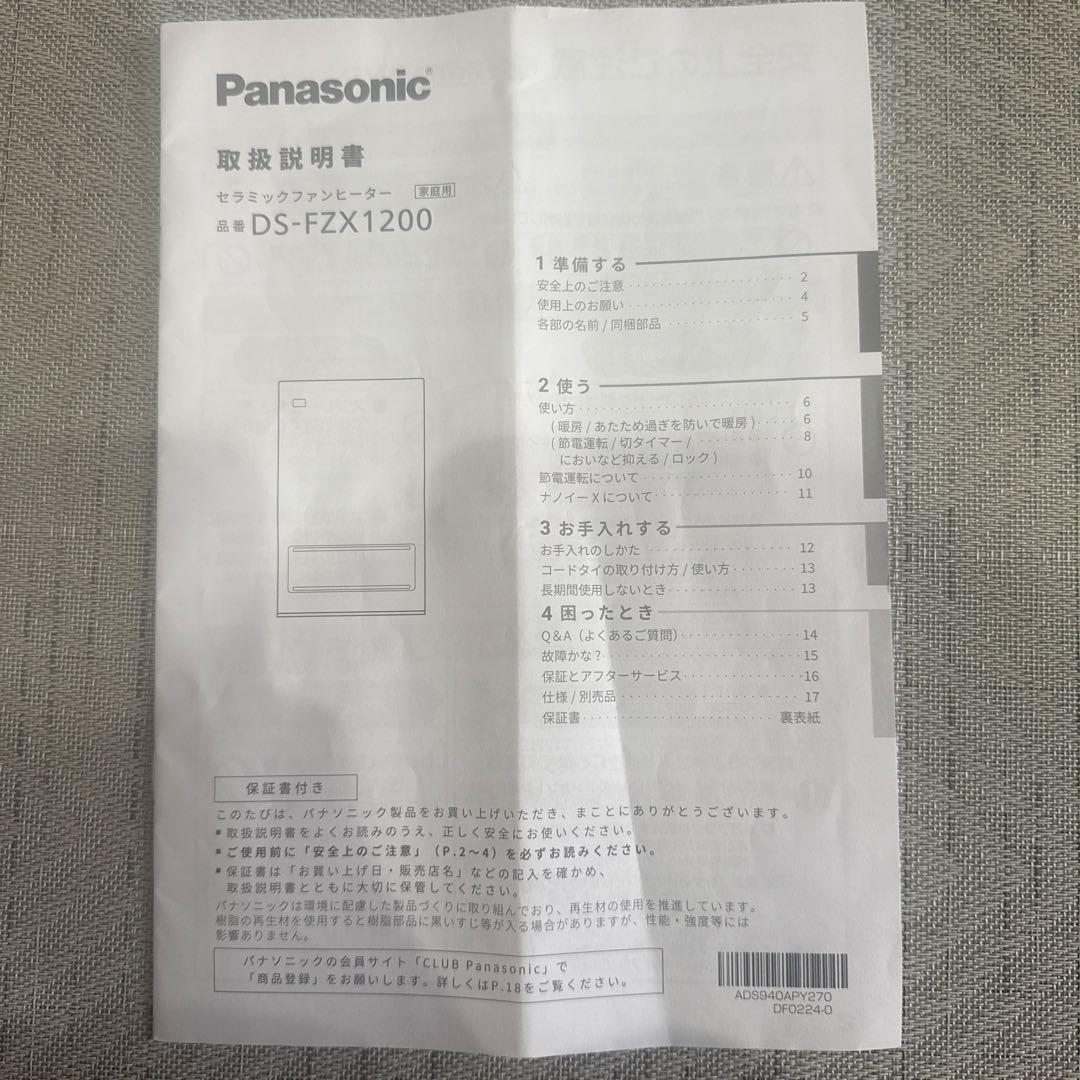 Panasonic®
取扱説明書
セラミックファンヒーター 家庭用
品番 DS-FZX1200
1 準備する
安全上のご注意 2
使用上のお願い 4
各部の名前 / 同梱部品 5
2 使う
使い方 6
( 暖房 / あたため過ぎを防いで暖房 ) 6
( 節電運転 / 切タイマー / 8
においなど抑える / ロック )
節電運転について 10
ナノイー X について 11
3 お手入れする
お手入れのしかた 12
コードタイの取り付け方 / 使い方 13
長期間使用しないとき 13
4 困ったとき
Q&A（よくあるご質問） 14
故障かな? 15
保証とアフターサービス 16
仕様 / 別売品 17
保証書 裏表紙
保証書付き
このたびは、パナソニック製品をお買い上げいただき、まことにありがとうございます。
■取扱説明書をよくお読みのうえ、正しく安全にお使いください。
■ご使用前に「安全上のご注意」（P.2〜4）を必ずお読みください。
■保証書は「お買い上げ日・販売店名」などの記入を確かめ、
取扱説明書とともに大切に保管してください。
パナソニックは環境に配慮した製品づくりに取り組んでおり、再生材の使用を推進しています。
樹脂の再生材を使用すると樹脂部品に黒いすじ等が入る場合がありますが、性能・強度等には
影響ありません。
パナソニックの会員サイト「CLUB Panasonic」で
「商品登録」をお願いします。詳しくはP.18をご覧ください。
ADS940APY270
DF0224-0